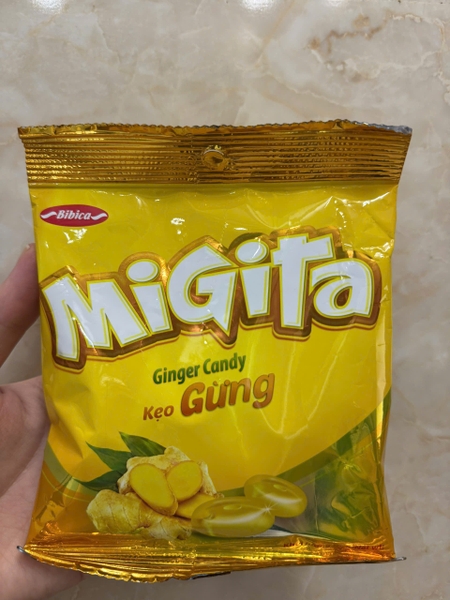 Bibica
MiGita
Ginger Candy
Kẹo Gừng